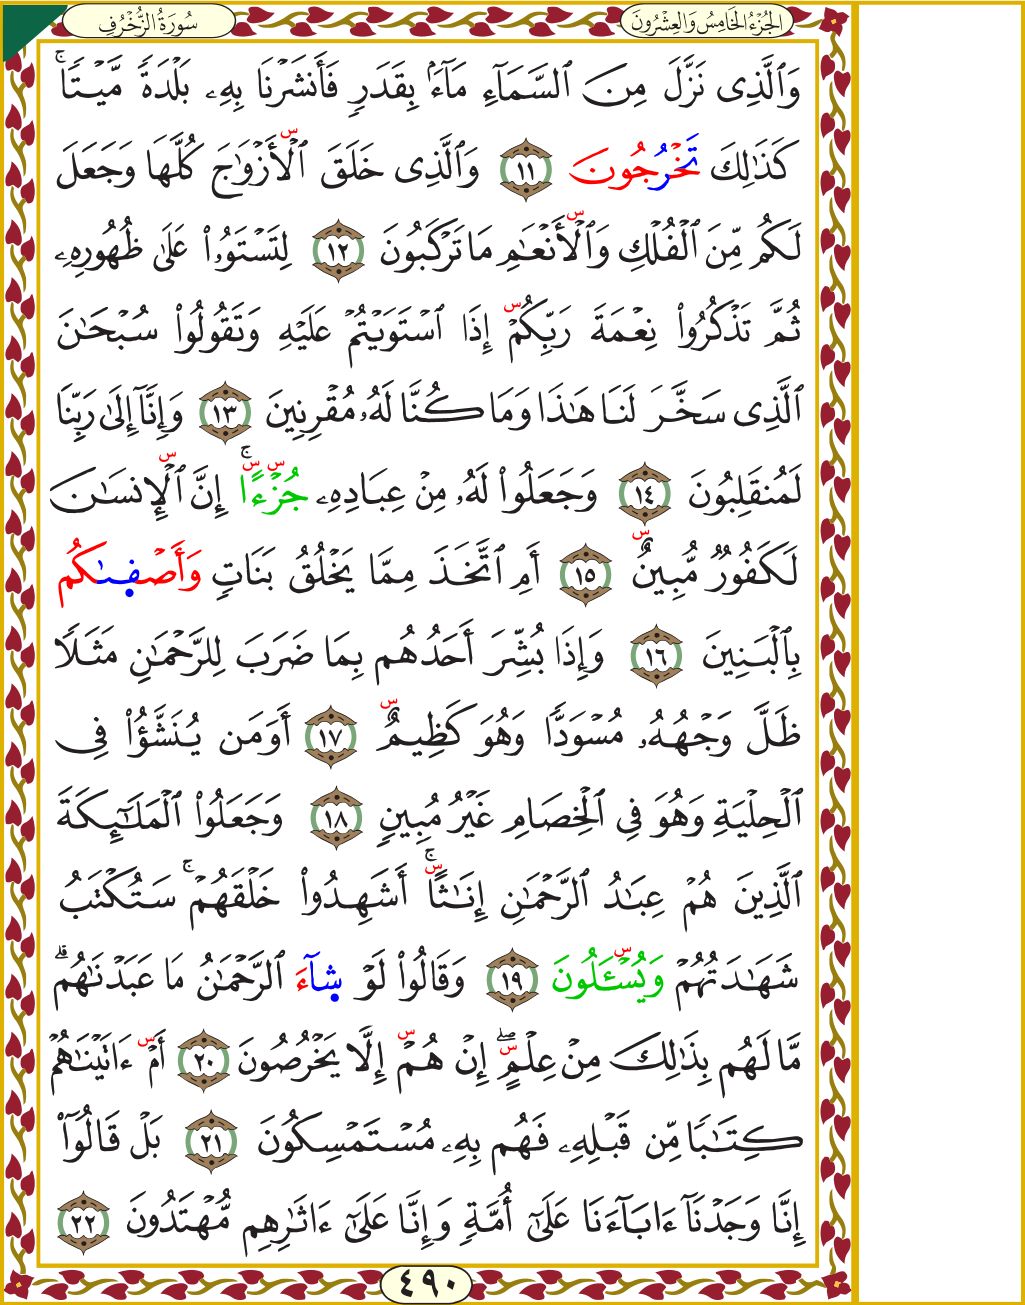 الجُزْءُ الخَامِسُ وَالعِشْرُونَ
سُورَةُ الزُّخْرُفِ
وَٱلَّذِى نَزَّلَ مِنَ ٱلسَّمَآءِ مَآءًۢ بِقَدَرٍ فَأَنشَرْنَا بِهِۦ بَلْدَةً مَّيْتًا ۚ
كَذَٰلِكَ تَخْرُجُونَ ١١ وَٱلَّذِى خَلَقَ ٱلْأَزْوَٰجَ كُلَّهَا وَجَعَلَ
لَكُم مِّنَ ٱلْفُلْكِ وَٱلْأَنْعَٰمِ مَا تَرْكَبُونَ ١٢ لِتَسْتَوُۥا۟ عَلَىٰ ظُهُورِهِۦ
ثُمَّ تَذْكُرُوا۟ نِعْمَةَ رَبِّكُمْ إِذَا ٱسْتَوَيْتُمْ عَلَيْهِ وَتَقُولُوا۟ سُبْحَٰنَ
ٱلَّذِى سَخَّرَ لَنَا هَٰذَا وَمَا كُنَّا لَهُۥ مُقْرِنِينَ ١٣ وَإِنَّآ إِلَىٰ رَبِّنَا
لَمُنقَلِبُونَ ١٤ وَجَعَلُوا۟ لَهُۥ مِنْ عِبَادِهِۦ جُزْءًا ۚ إِنَّ ٱلْإِنسَٰنَ
لَكَفُورٌ مُّبِينٌ ١٥ أَمِ ٱتَّخَذَ مِمَّا يَخْلُقُ بَنَاتٍ وَأَصْفَىٰكُم
بِٱلْبَنِينَ ١٦ وَإِذَا بُشِّرَ أَحَدُهُم بِمَا ضَرَبَ لِلرَّحْمَٰنِ مَثَلًا
ظَلَّ وَجْهُهُۥ مُسْوَدًّا وَهُوَ كَظِيمٌ ١٧ أَوَمَن يُنَشَّؤُا۟ فِى
ٱلْحِلْيَةِ وَهُوَ فِى ٱلْخِصَامِ غَيْرُ مُبِينٍ ١٨ وَجَعَلُوا۟ ٱلْمَلَٰٓئِكَةَ
ٱلَّذِينَ هُمْ عِبَٰدُ ٱلرَّحْمَٰنِ إِنَٰثًا ۚ أَشَهِدُوا۟ خَلْقَهُمْ ۚ سَتُكْتَبُ
شَهَٰدَتُهُمْ وَيُسْـَٔلُونَ ١٩ وَقَالُوا۟ لَوْ شَآءَ ٱلرَّحْمَٰنُ مَا عَبَدْنَٰهُم ۗ
مَّا لَهُم بِذَٰلِكَ مِنْ عِلْمٍ ۖ إِنْ هُمْ إِلَّا يَخْرُصُونَ ٢٠ أَمْ ءَاتَيْنَٰهُمْ
كِتَٰبًا مِّن قَبْلِهِۦ فَهُم بِهِۦ مُسْتَمْسِكُونَ ٢١ بَلْ قَالُوٓا۟
إِنَّا وَجَدْنَآ ءَابَآءَنَا عَلَىٰٓ أُمَّةٍ وَإِنَّا عَلَىٰٓ ءَاثَٰرِهِم مُّهْتَدُونَ ٢٢
٤٩٠